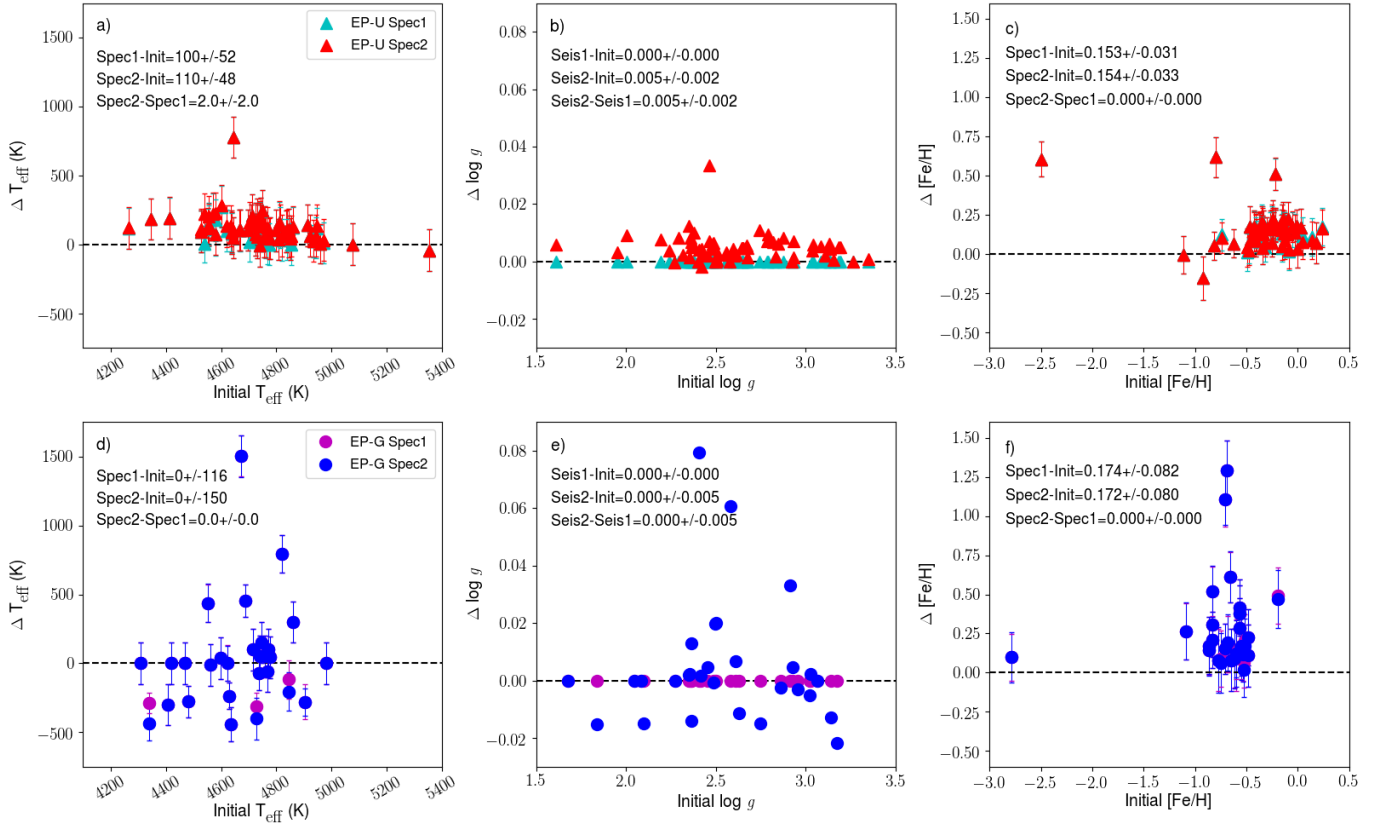 a)
EP-U Spec1
EP-U Spec2
Spec1-Init=100+/-52
Spec2-Init=110+/-48
Spec2-Spec1=2.0+/-2.0
Δ T_eff (K)
1500
1000
500
0
−500
4200
4400
4600
4800
5000
5200
5400
Initial T_eff (K)
b)
Seis1-Init=0.000+/-0.000
Seis2-Init=0.005+/-0.002
Seis2-Seis1=0.005+/-0.002
Δ log g
0.08
0.06
0.04
0.02
0.00
−0.02
1.5
2.0
2.5
3.0
3.5
Initial log g
c)
Spec1-Init=0.153+/-0.031
Spec2-Init=0.154+/-0.033
Spec2-Spec1=0.000+/-0.000
Δ [Fe/H]
1.50
1.25
1.00
0.75
0.50
0.25
0.00
−0.25
−0.50
−3.0
−2.5
−2.0
−1.5
−1.0
−0.5
0.0
0.5
Initial [Fe/H]
d)
EP-G Spec1
EP-G Spec2
Spec1-Init=0+/-116
Spec2-Init=0+/-150
Spec2-Spec1=0.0+/-0.0
Δ T_eff (K)
1500
1000
500
0
−500
4200
4400
4600
4800
5000
5200
5400
Initial T_eff (K)
e)
Seis1-Init=0.000+/-0.000
Seis2-Init=0.000+/-0.005
Seis2-Seis1=0.000+/-0.005
Δ log g
0.08
0.06
0.04
0.02
0.00
−0.02
1.5
2.0
2.5
3.0
3.5
Initial log g
f)
Spec1-Init=0.174+/-0.082
Spec2-Init=0.172+/-0.080
Spec2-Spec1=0.000+/-0.000
Δ [Fe/H]
1.50
1.25
1.00
0.75
0.50
0.25
0.00
−0.25
−0.50
−3.0
−2.5
−2.0
−1.5
−1.0
−0.5
0.0
0.5
Initial [Fe/H]